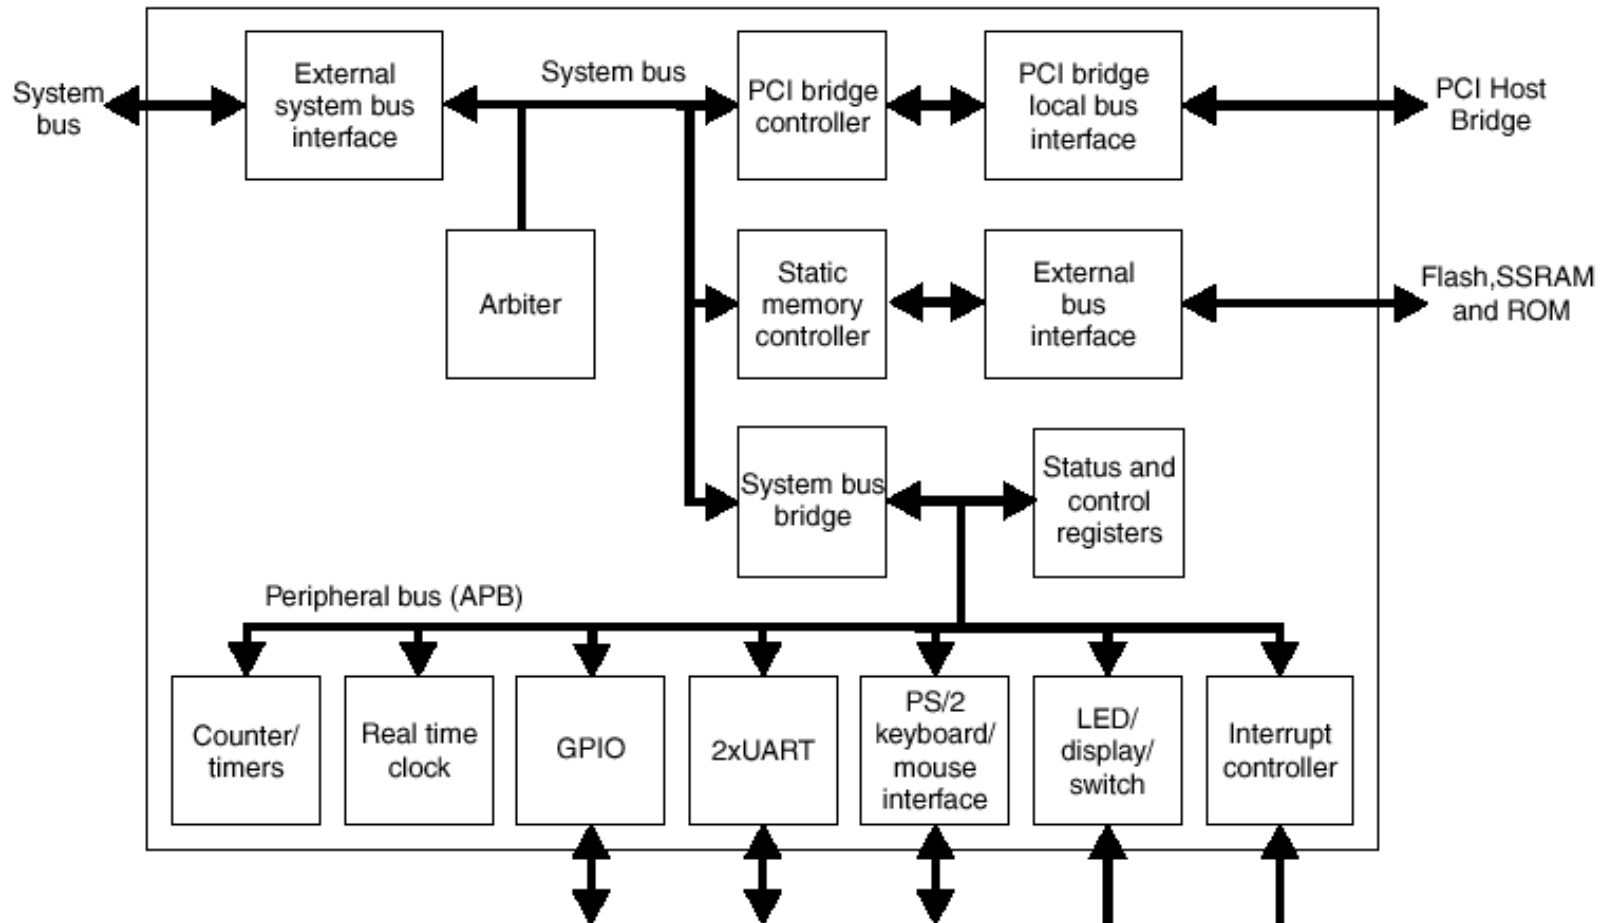 System
bus
External
system bus
interface
System bus
PCI bridge
controller
PCI bridge
local bus
interface
PCI Host
Bridge
Arbiter
Static
memory
controller
External
bus
interface
Flash,SSRAM
and ROM
System bus
bridge
Status and
control
registers
Peripheral bus (APB)
Counter/
timers
Real time
clock
GPIO
2xUART
PS/2
keyboard/
mouse
interface
LED/
display/
switch
Interrupt
controller